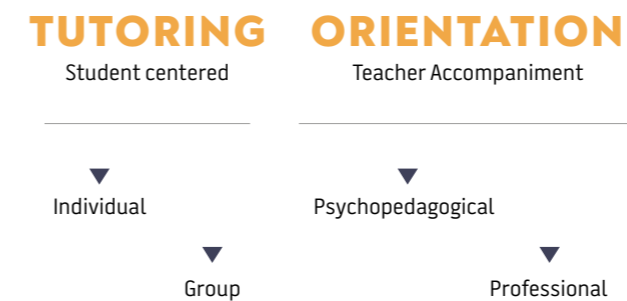 TUTORING
Student centered
Individual
Group
ORIENTATION
Teacher Accompaniment
Psychopedagogical
Professional